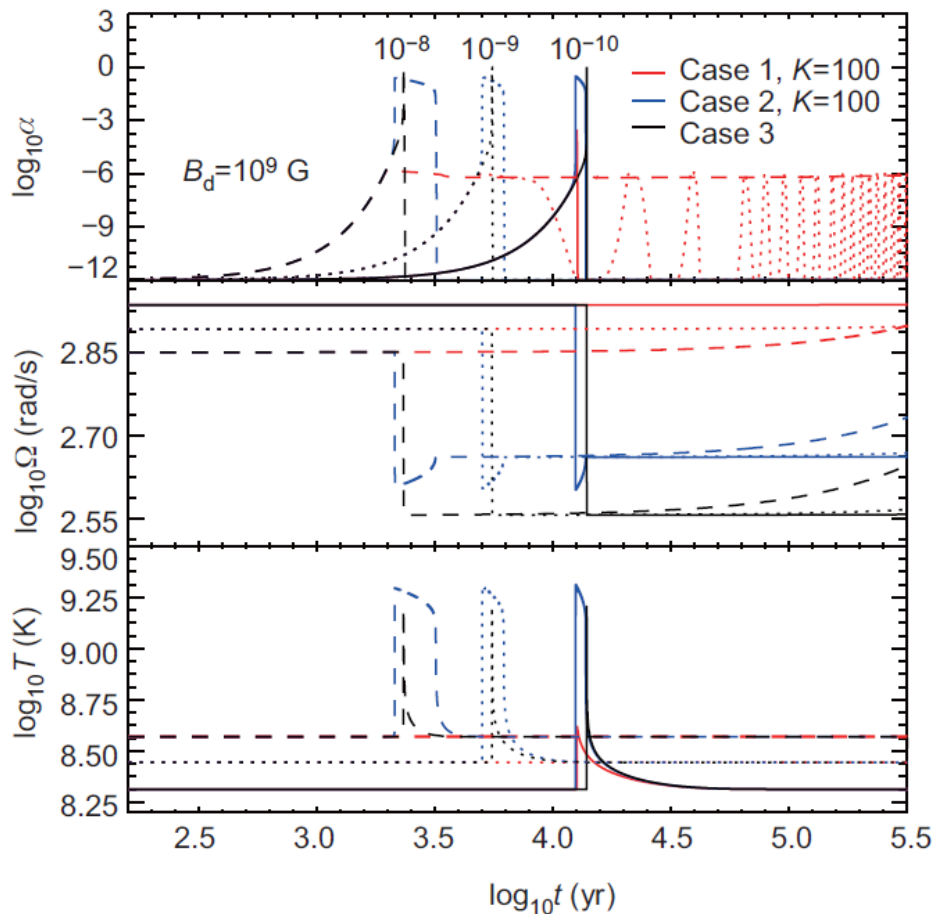 3
10⁻⁸
10⁻⁹
10⁻¹⁰
0
Case 1, K=100
Case 2, K=100
Case 3
−3
−6
−9
−12
log₁₀α
B_d=10⁹ G
2.85
2.70
2.55
log₁₀Ω (rad/s)
9.50
9.25
9.00
8.75
8.50
8.25
log₁₀T (K)
2.5 3.0 3.5 4.0 4.5 5.0 5.5
log₁₀t (yr)